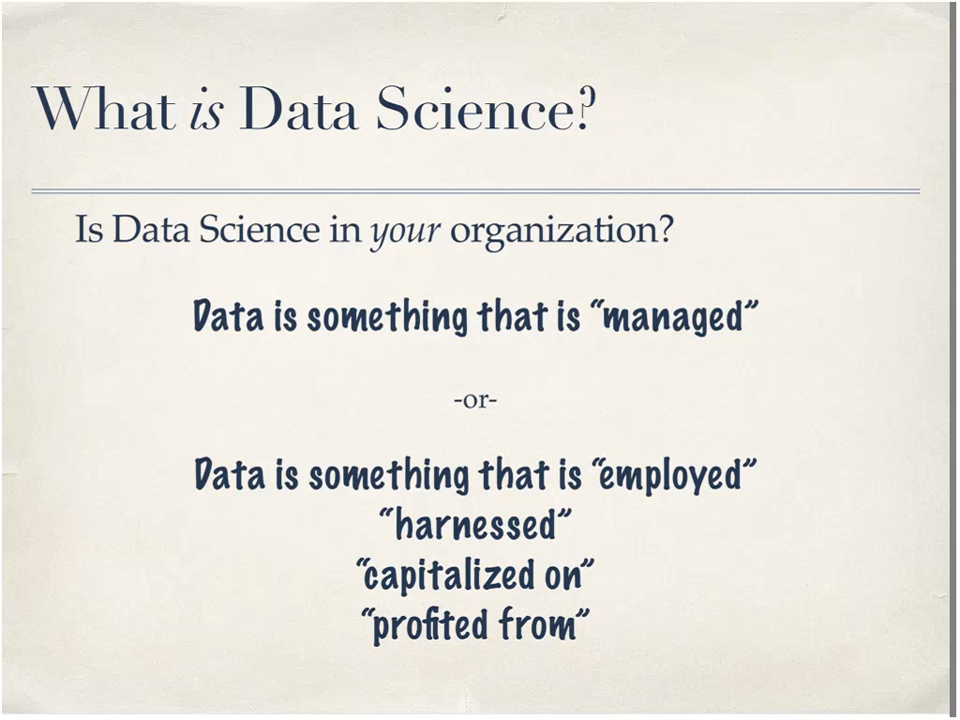 What is Data Science?
Is Data Science in your organization?
Data is something that is “managed”
-or-
Data is something that is “employed”
“harnessed”
“capitalized on”
“profited from”